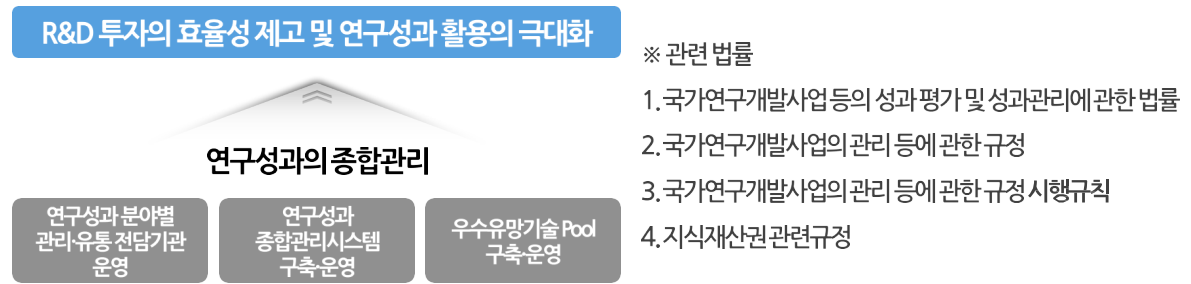 R&D 투자의 효율성 제고 및 연구성과 활용의 극대화
연구성과의 종합관리
연구성과 분야별
관리·유통 전담기관
운영
연구성과
종합관리시스템
구축·운영
우수유망기술 Pool
구축·운영
※ 관련 법률
1. 국가연구개발사업 등의 성과 평가 및 성과관리에 관한 법률
2. 국가연구개발사업의 관리 등에 관한 규정
3. 국가연구개발사업의 관리 등에 관한 규정 시행규칙
4. 지식재산권 관련규정